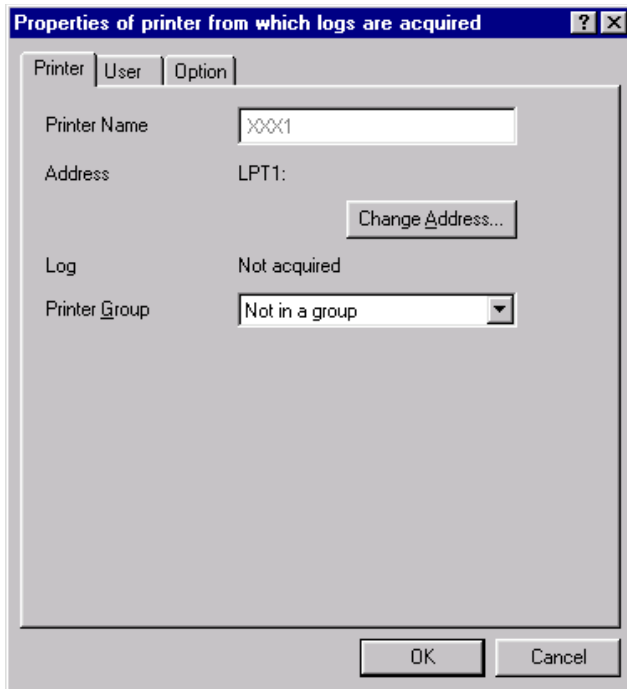 Properties of printer from which logs are acquired
Printer User Option
Printer Name XXX1
Address LPT1:
Change Address...
Log Not acquired
Printer Group Not in a group
OK Cancel